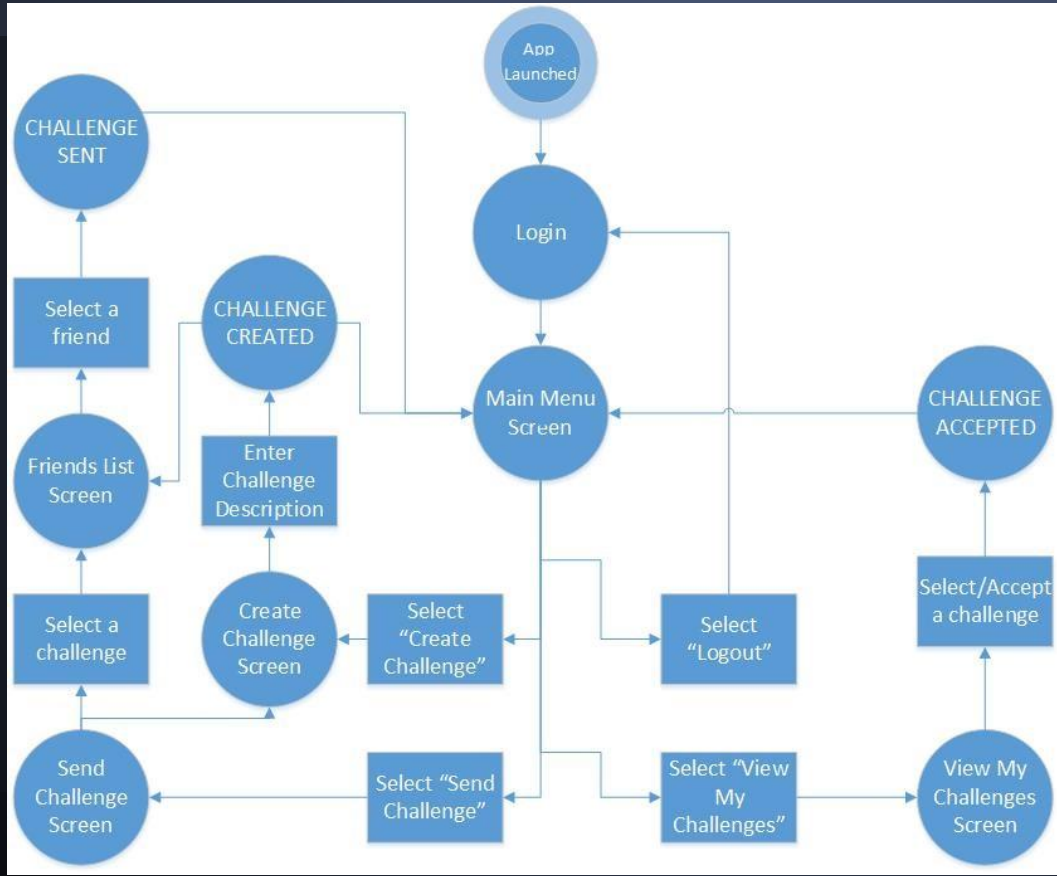 App
Launched
CHALLENGE
SENT
Login
Select a
friend
CHALLENGE
CREATED
Main Menu
Screen
CHALLENGE
ACCEPTED
Friends List
Screen
Enter
Challenge
Description
Select/Accept
a challenge
Select a
challenge
Create
Challenge
Screen
Select
“Create
Challenge”
Select
“Logout”
Send
Challenge
Screen
Select “Send
Challenge”
Select “View
My
Challenges”
View My
Challenges
Screen